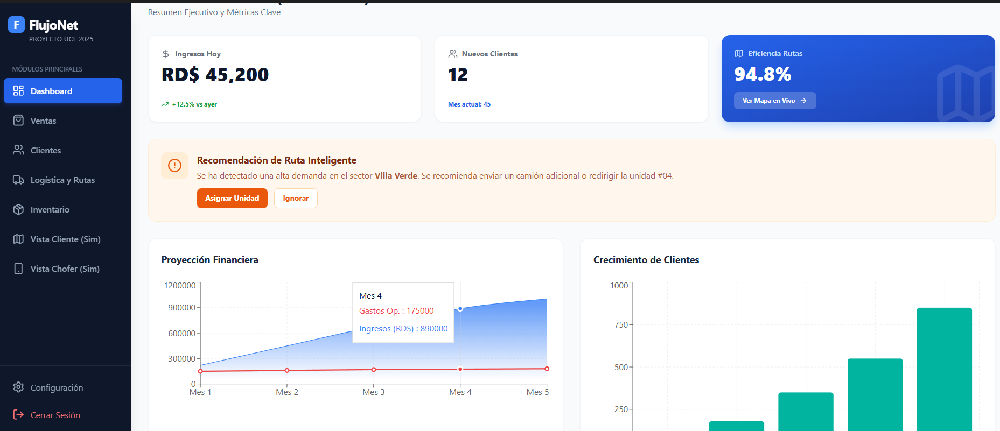 F FlujoNet
PROYECTO UCE 2025
MÓDULOS PRINCIPALES
Dashboard
Ventas
Clientes
Logística y Rutas
Inventario
Vista Cliente (Sim)
Vista Chofer (Sim)
Configuración
Cerrar Sesión
Resumen Ejecutivo y Métricas Clave
Ingresos Hoy
RD$ 45,200
+12.5% vs ayer
Nuevos Clientes
12
Mes actual: 45
Eficiencia Rutas
94.8%
Ver Mapa en Vivo
Recomendación de Ruta Inteligente
Se ha detectado una alta demanda en el sector Villa Verde. Se recomienda enviar un camión adicional o redirigir la unidad #04.
Asignar Unidad
Ignorar
Proyección Financiera
1200000
900000
600000
300000
0
Mes 1
Mes 2
Mes 3
Mes 4
Mes 5
Mes 4
Gastos Op. : 175000
Ingresos (RD$) : 890000
Crecimiento de Clientes
1000
750
500
250